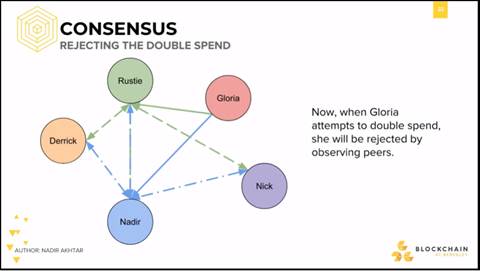 CONSENSUS
REJECTING THE DOUBLE SPEND
Rustie
Gloria
Derrick
Nick
Nadir
Now, when Gloria
attempts to double spend,
she will be rejected by
observing peers.
AUTHOR: NADIR AKHTAR
BLOCKCHAIN
AT BERKELEY